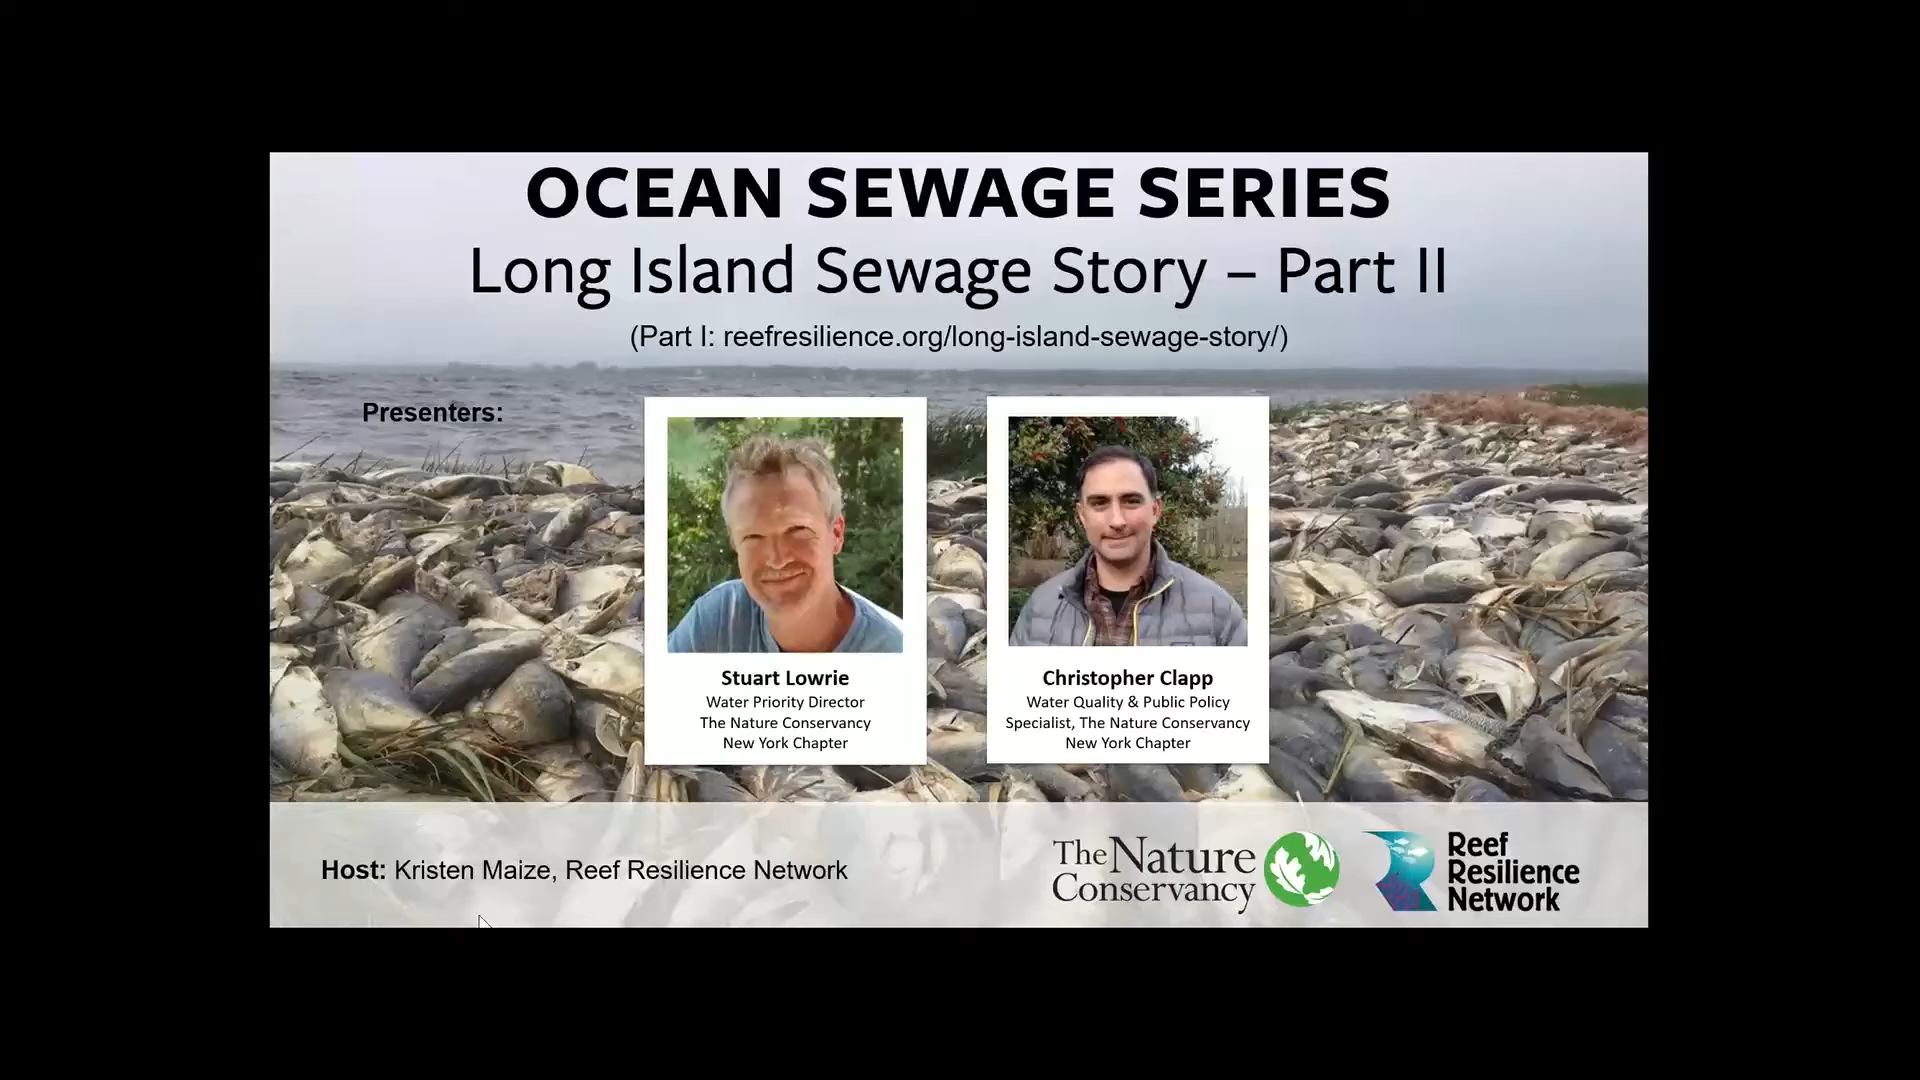 OCEAN SEWAGE SERIES
Long Island Sewage Story – Part II
(Part I: reefresilience.org/long-island-sewage-story/)
Presenters:
Stuart Lowrie
Water Priority Director
The Nature Conservancy
New York Chapter
Christopher Clapp
Water Quality & Public Policy
Specialist, The Nature Conservancy
New York Chapter
Host: Kristen Maize, Reef Resilience Network
The Nature
Conservancy
Reef
Resilience
Network